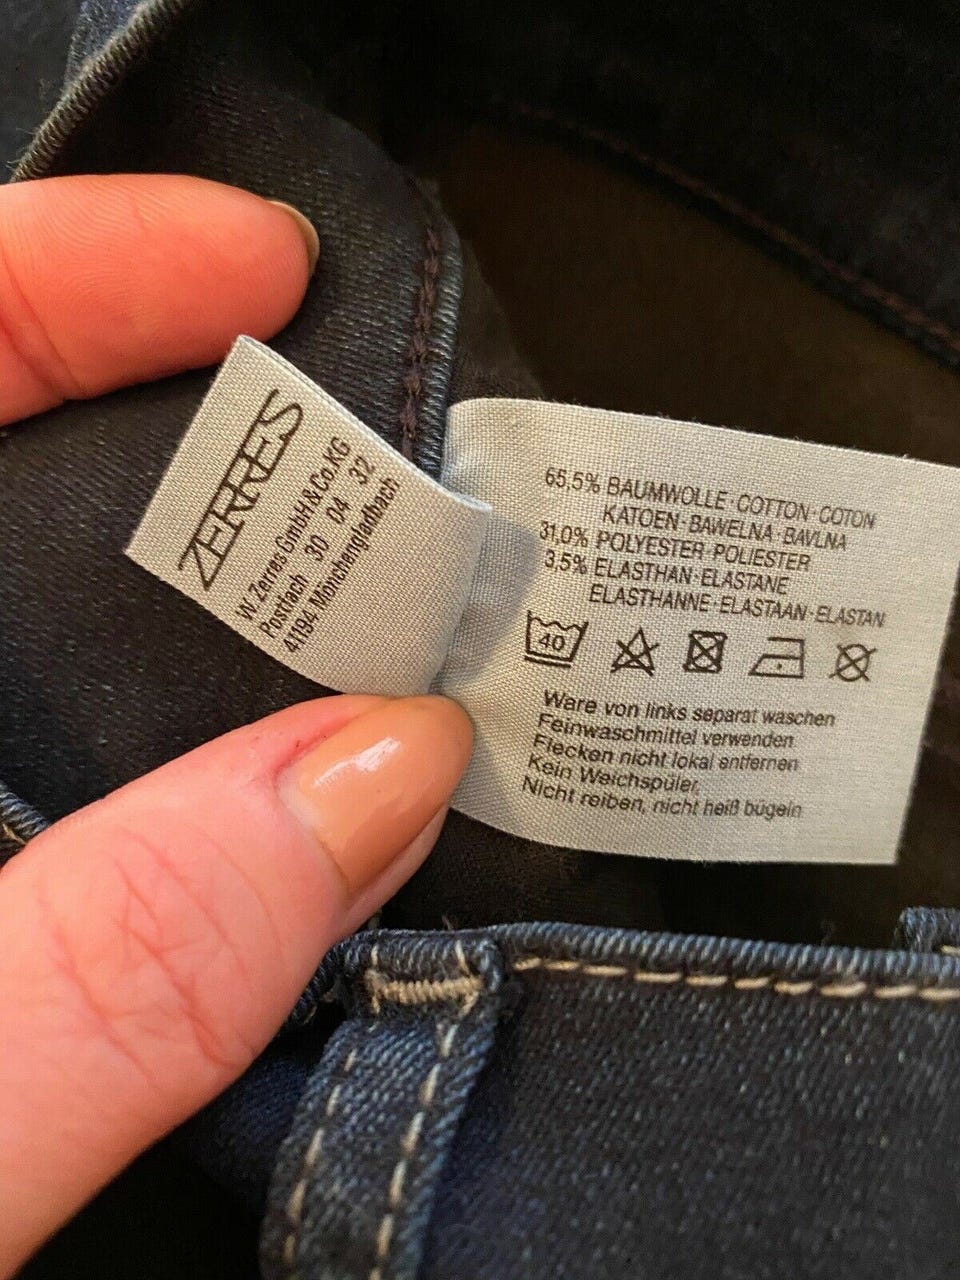 ZERRES
W. Zerres GmbH&Co.KG
Postfach 30 04 32
41194 Mönchengladbach
65.5% BAUMWOLLE·COTTON·COTON
KATOEN·BAWELNA·BAVLNA
31,0% POLYESTER·POLIESTER
3,5% ELASTHAN·ELASTANE
ELASTHANNE·ELASTAAN·ELASTAN
40
Ware von links separat waschen
Feinwaschmittel verwenden
Flecken nicht lokal entfernen
Kein Weichspüler,
Nicht reiben, nicht heiß bügeln